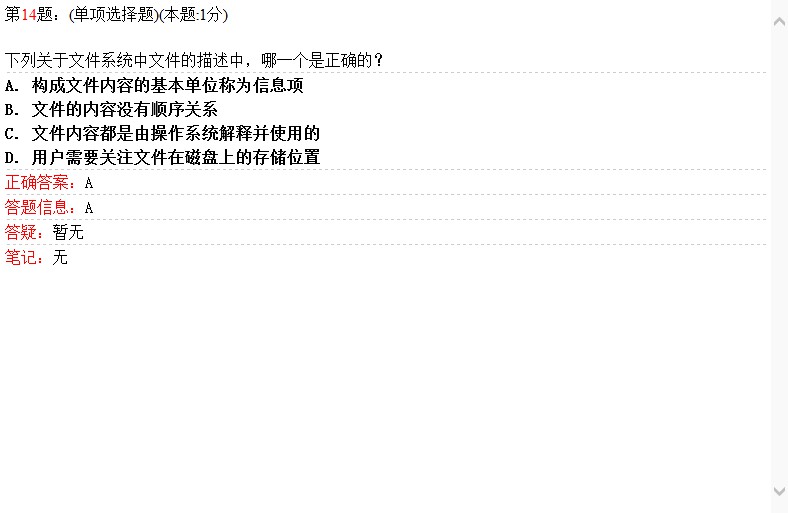 第14题：(单项选择题)(本题:1分)
下列关于文件系统中文件的描述中，哪一个是正确的?
A. 构成文件内容的基本单位称为信息项
B. 文件的内容没有顺序关系
C. 文件内容都是由操作系统解释并使用的
D. 用户需要关注文件在磁盘上的存储位置
正确答案：A
答题信息：A
答疑：暂无
笔记：无